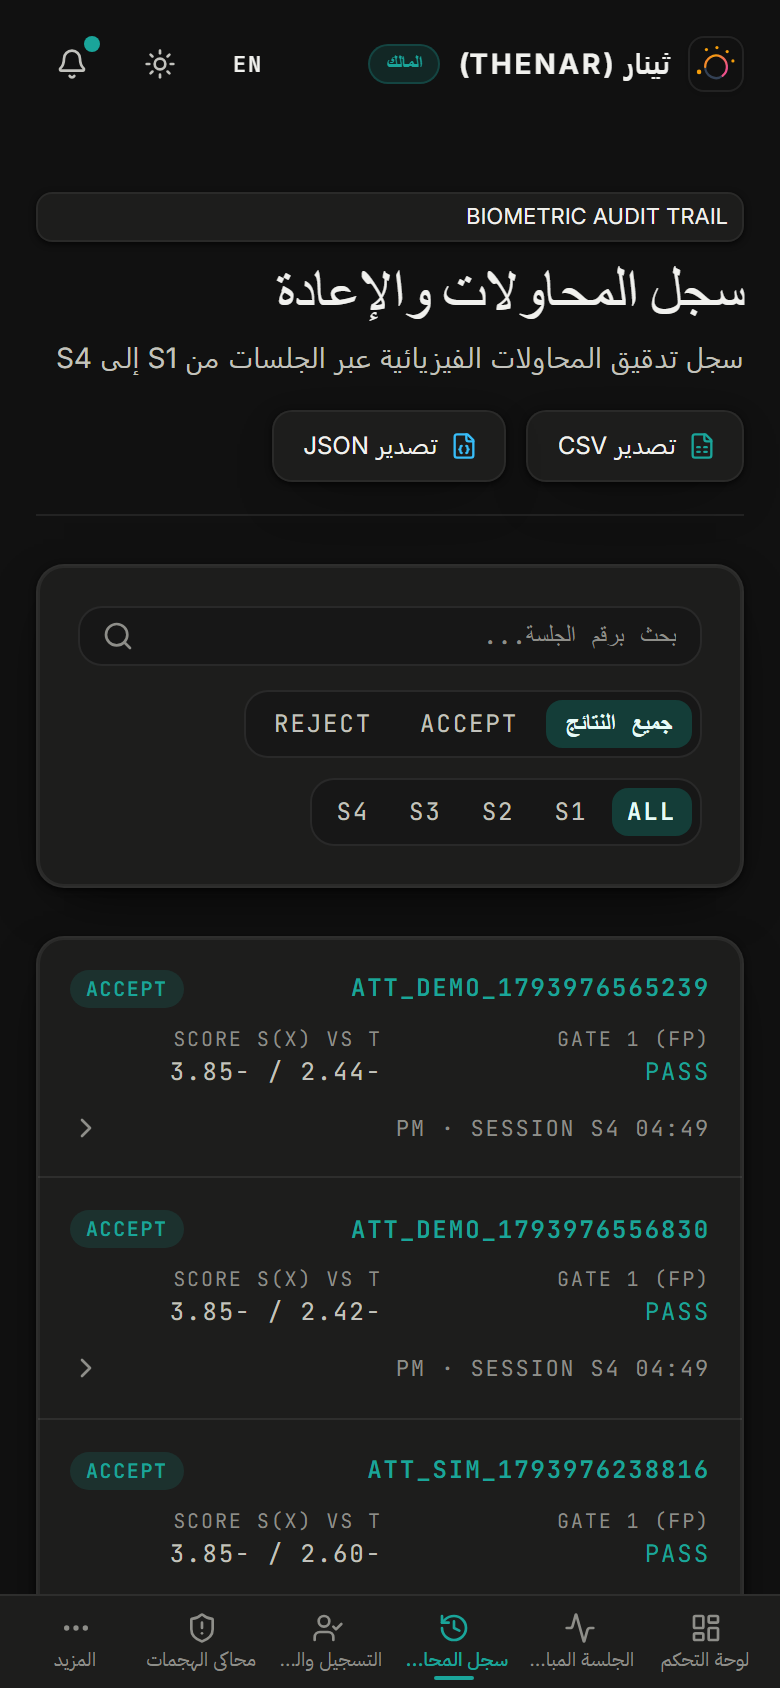 ثينار (THENAR) المالك EN
BIOMETRIC AUDIT TRAIL
سجل المحاولات والإعادة
سجل تدقيق المحاولات الفيزيائية عبر الجلسات من S1 إلى S4
تصدير CSV تصدير JSON
بحث برقم الجلسة...
جميع النتائج ACCEPT REJECT
ALL S1 S2 S3 S4
ATT_DEMO_1793976565239 ACCEPT
GATE 1 (FP) SCORE S(X) VS T
PASS 3.85- / 2.44-
PM · SESSION S4 04:49
ATT_DEMO_1793976556830 ACCEPT
GATE 1 (FP) SCORE S(X) VS T
PASS 3.85- / 2.42-
PM · SESSION S4 04:49
ATT_SIM_1793976238816 ACCEPT
GATE 1 (FP) SCORE S(X) VS T
PASS 3.85- / 2.60-
لوحة التحكم الجلسة المبا... سجل المحا... التسجيل والـ... محاكي الهجمات المزيد